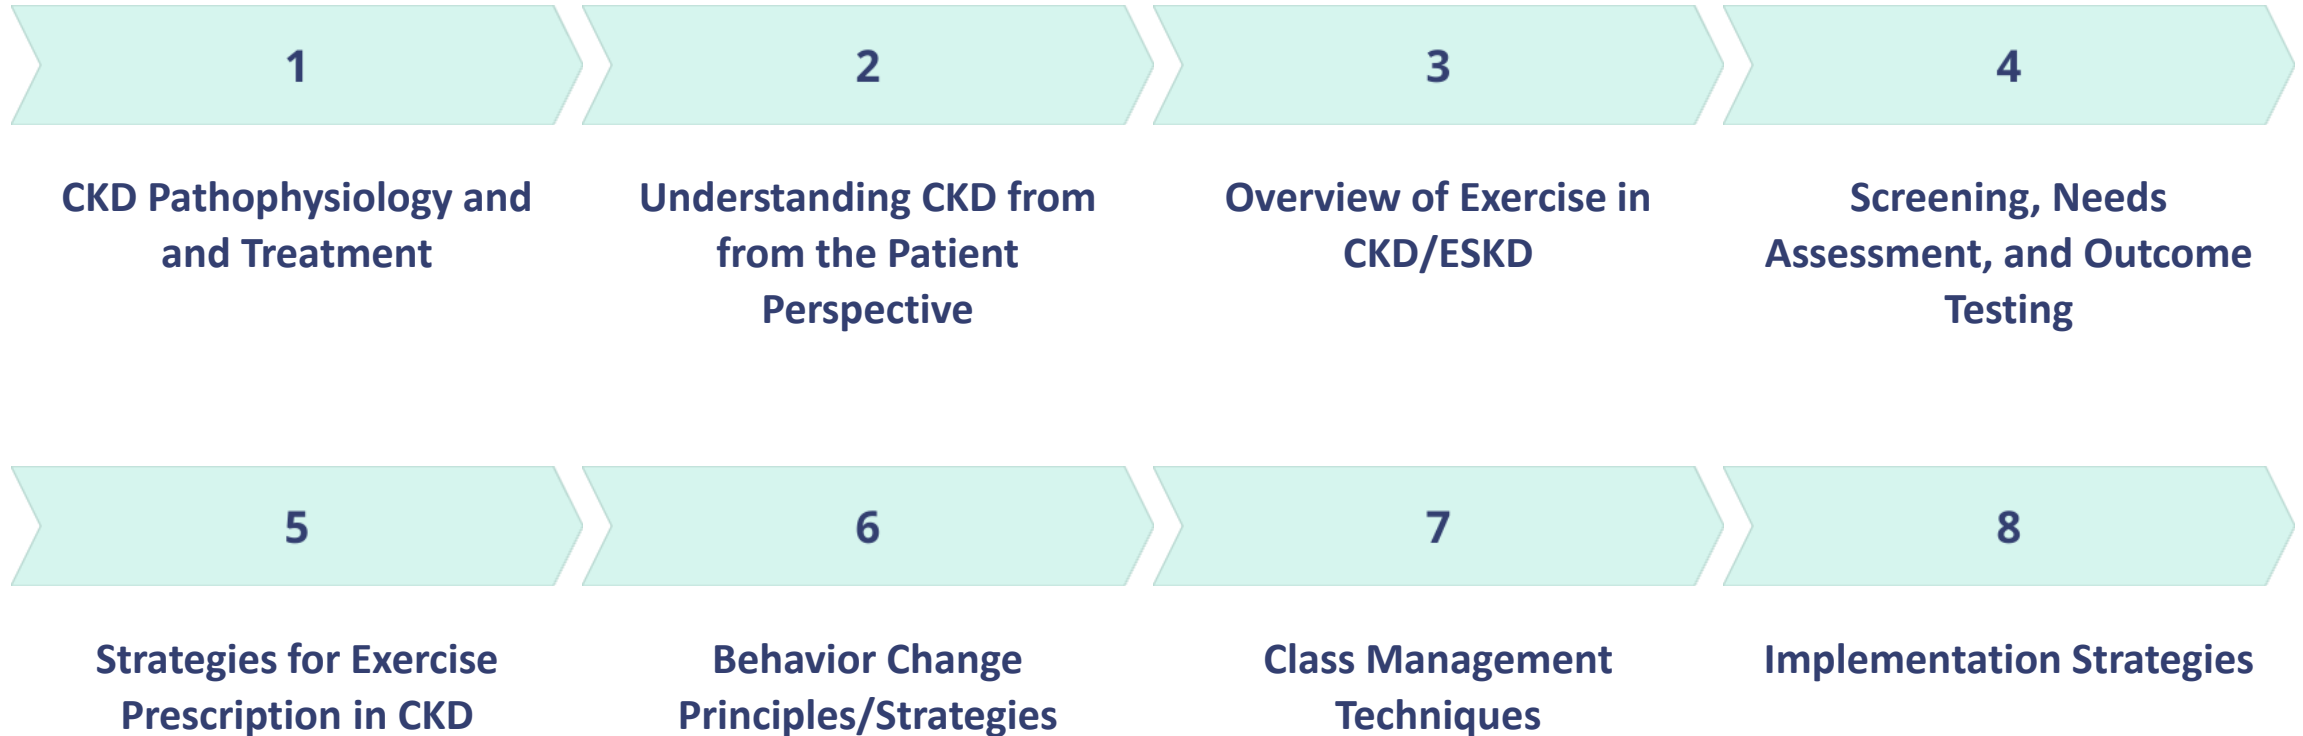 1
2
3
4
CKD Pathophysiology and
and Treatment
Understanding CKD from
from the Patient
Perspective
Overview of Exercise in
CKD/ESKD
Screening, Needs
Assessment, and Outcome
Testing
5
6
7
8
Strategies for Exercise
Prescription in CKD
Behavior Change
Principles/Strategies
Class Management
Techniques
Implementation Strategies